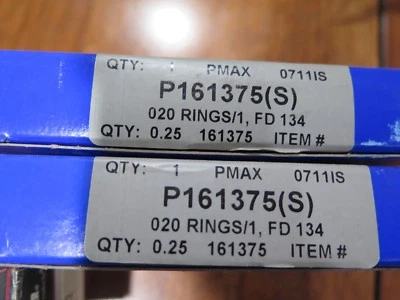 QTY: 1 PMAX 0711IS
P161375(S)
020 RINGS/1, FD 134
QTY: 0.25 161375 ITEM #
QTY: 1 PMAX 0711IS
P161375(S)
020 RINGS/1, FD 134
QTY: 0.25 161375 ITEM #